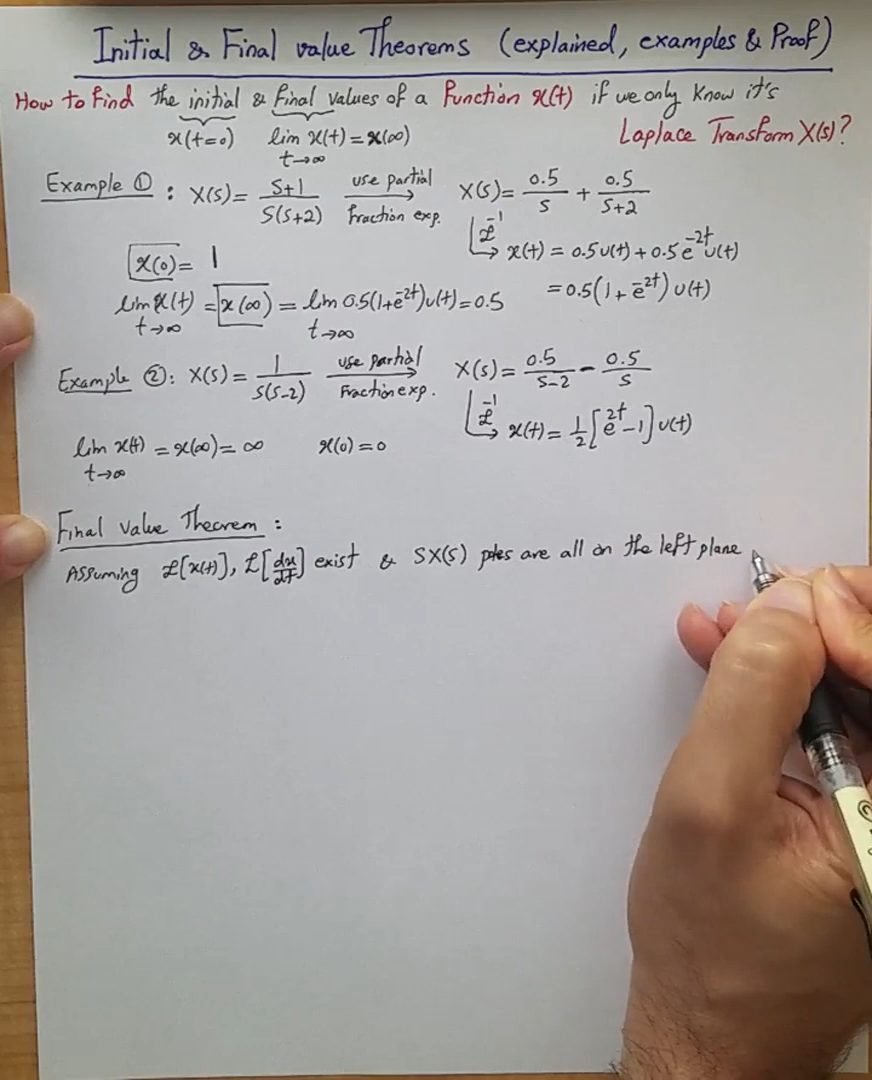 Initial & Final value Theorems (explained, examples & Proof)
How to find the initial & final values of a function x(t) if we only know it's
x(t=0) lim x(t) = x(∞) Laplace Transform X(s)?
t→∞
Example ①: X(s) = S+1 / S(S+2) use partial fraction exp. → X(s) = 0.5/S + 0.5/S+2
ℒ⁻¹ → x(t) = 0.5u(t) + 0.5e^-2t u(t)
x(0) = 1
= 0.5(1 + e^-2t) u(t)
lim x(t) = x(∞) = lim 0.5(1+e^-2t)u(t) = 0.5
t→∞ t→∞
Example ②: X(s) = 1 / S(S-2) use partial Fraction exp. → X(s) = 0.5/S-2 - 0.5/S
ℒ⁻¹ → x(t) = 1/2 [e^2t - 1] u(t)
lim x(t) = x(∞) = ∞ x(0) = 0
t→∞
Final value Theorem :
Assuming ℒ[x(t)], ℒ[dx/dt] exist & SX(S) poles are all on the left plane